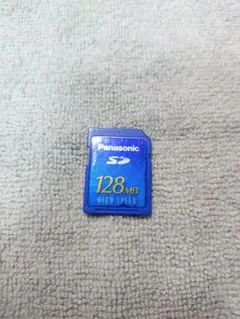 Panasonic
SD
128MB
HIGH SPEED